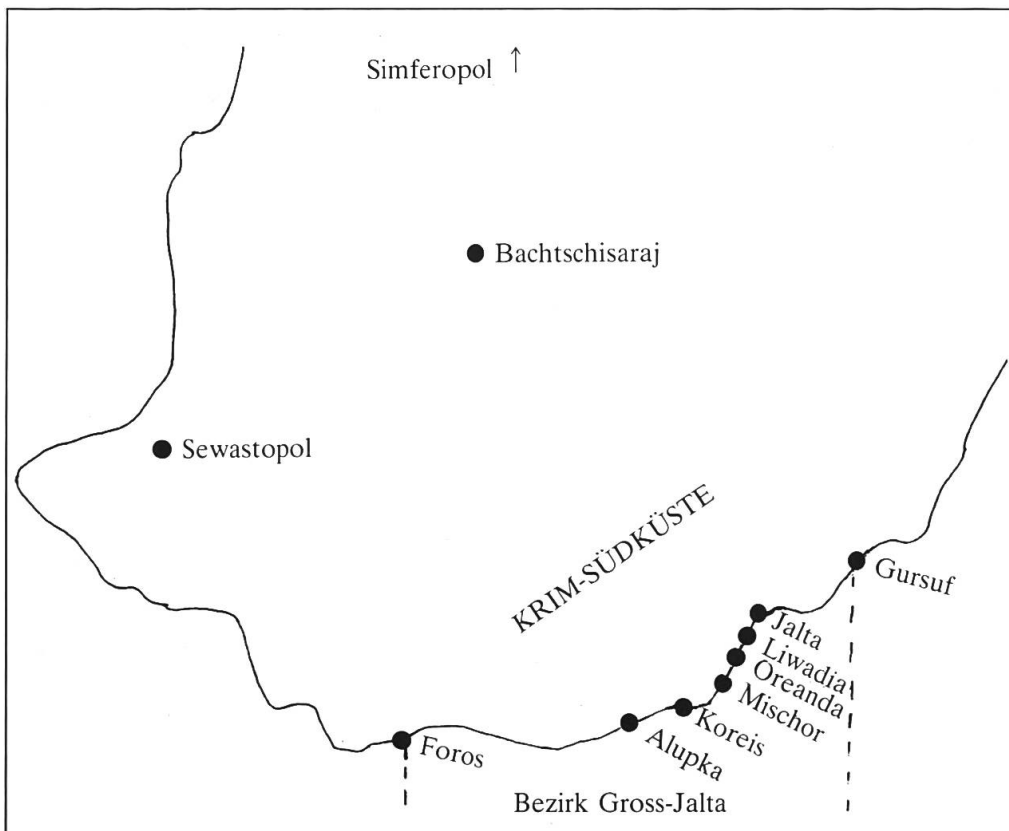 Simferopol ↑
Bachtschisaraj
Sewastopol
KRIM-SÜDKÜSTE
Gursuf
Jalta
Liwadia
Oreanda
Mischor
Koreis
Alupka
Foros
Bezirk Gross-Jalta